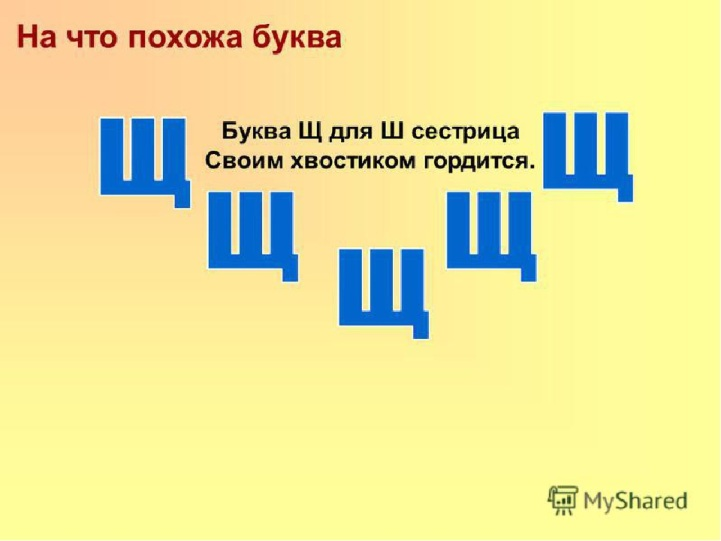 На что похожа буква
Буква Щ для Ш сестрица
Своим хвостиком гордится.
Щ
Щ
Щ
Щ
Щ
MyShared